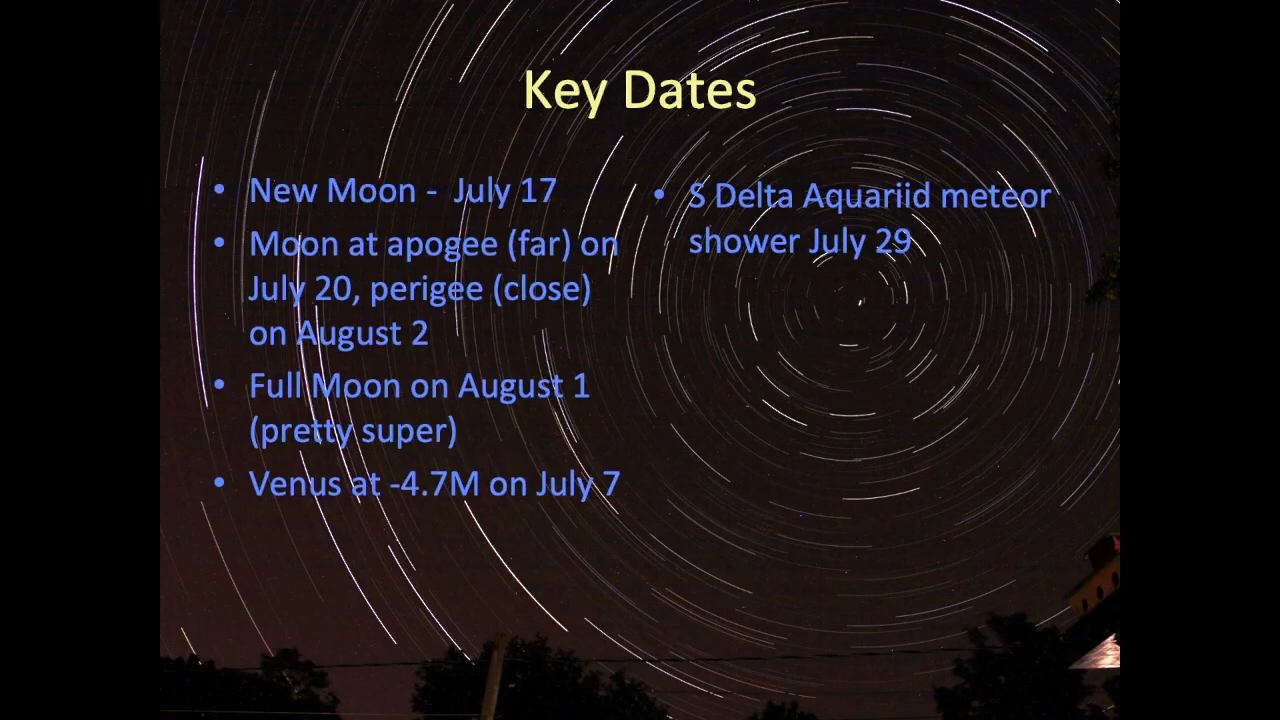 Key Dates
• New Moon - July 17
• Moon at apogee (far) on
July 20, perigee (close)
on August 2
• Full Moon on August 1
(pretty super)
• Venus at -4.7M on July 7
• S Delta Aquariid meteor
shower July 29